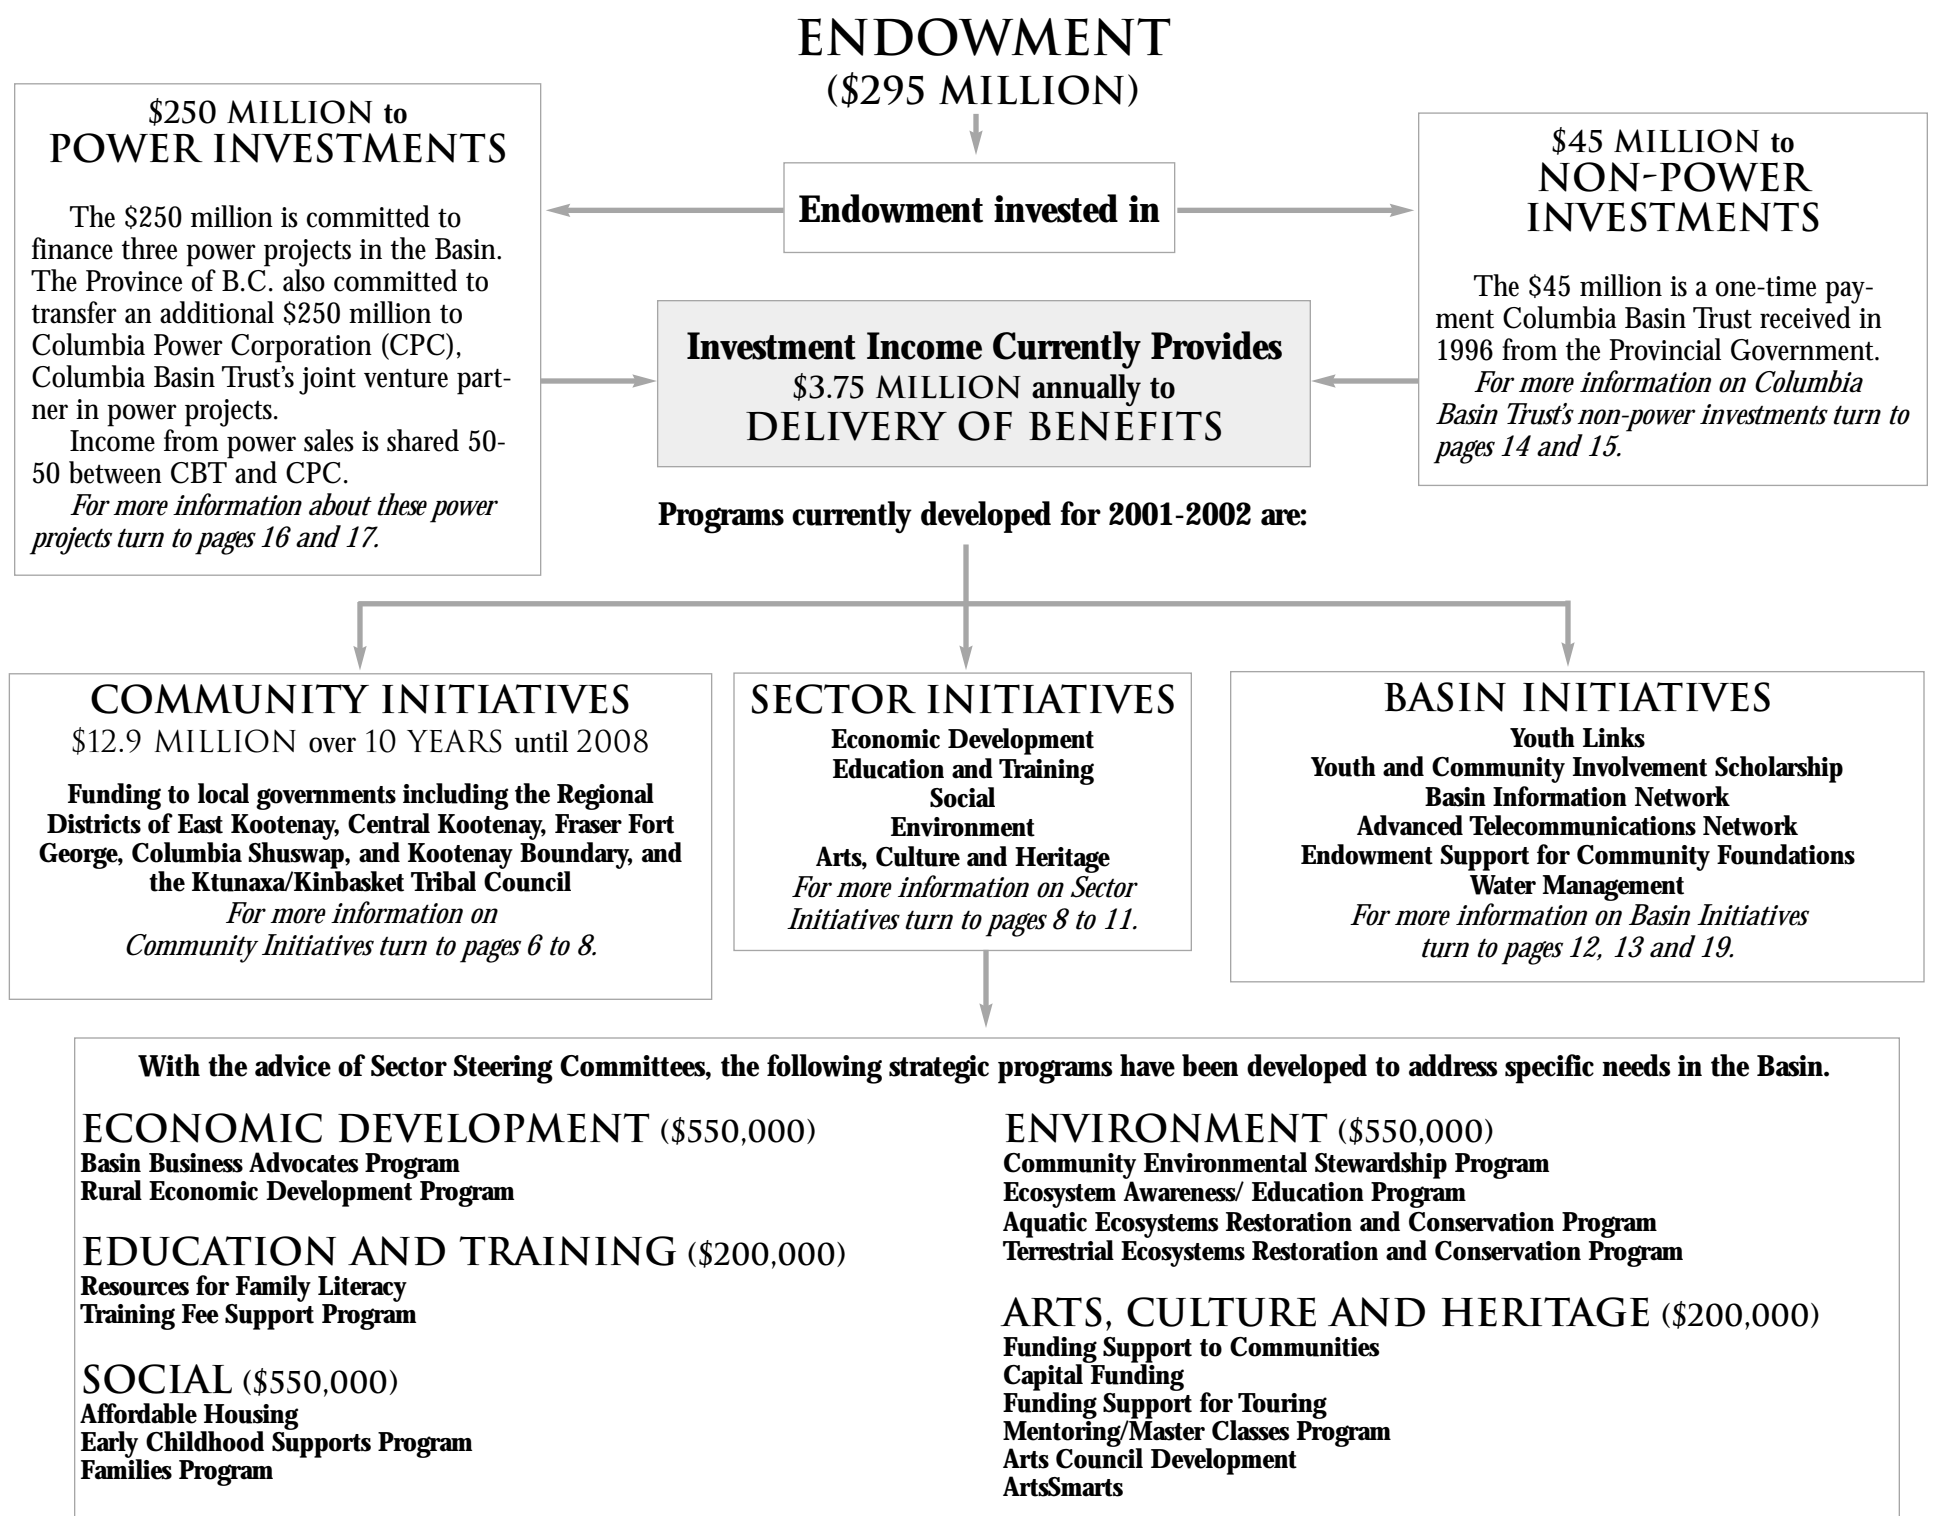 ENDOWMENT
($295 MILLION)
$250 MILLION to
POWER INVESTMENTS
The $250 million is committed to
finance three power projects in the Basin.
The Province of B.C. also committed to
transfer an additional $250 million to
Columbia Power Corporation (CPC),
Columbia Basin Trust's joint venture part-
ner in power projects.
Income from power sales is shared 50-
50 between CBT and CPC.
For more information about these power
projects turn to pages 16 and 17.
Endowment invested in
$45 MILLION to
NON-POWER
INVESTMENTS
The $45 million is a one-time pay-
ment Columbia Basin Trust received in
1996 from the Provincial Government.
For more information on Columbia
Basin Trust's non-power investments turn to
pages 14 and 15.
Investment Income Currently Provides
$3.75 MILLION annually to
DELIVERY OF BENEFITS
Programs currently developed for 2001-2002 are:
COMMUNITY INITIATIVES
$12.9 MILLION over 10 YEARS until 2008
Funding to local governments including the Regional
Districts of East Kootenay, Central Kootenay, Fraser Fort
George, Columbia Shuswap, and Kootenay Boundary, and
the Ktunaxa/Kinbasket Tribal Council
For more information on
Community Initiatives turn to pages 6 to 8.
SECTOR INITIATIVES
Economic Development
Education and Training
Social
Environment
Arts, Culture and Heritage
For more information on Sector
Initiatives turn to pages 8 to 11.
BASIN INITIATIVES
Youth Links
Youth and Community Involvement Scholarship
Basin Information Network
Advanced Telecommunications Network
Endowment Support for Community Foundations
Water Management
For more information on Basin Initiatives
turn to pages 12, 13 and 19.
With the advice of Sector Steering Committees, the following strategic programs have been developed to address specific needs in the Basin.
ECONOMIC DEVELOPMENT ($550,000)
Basin Business Advocates Program
Rural Economic Development Program
EDUCATION AND TRAINING ($200,000)
Resources for Family Literacy
Training Fee Support Program
SOCIAL ($550,000)
Affordable Housing
Early Childhood Supports Program
Families Program
ENVIRONMENT ($550,000)
Community Environmental Stewardship Program
Ecosystem Awareness/ Education Program
Aquatic Ecosystems Restoration and Conservation Program
Terrestrial Ecosystems Restoration and Conservation Program
ARTS, CULTURE AND HERITAGE ($200,000)
Funding Support to Communities
Capital Funding
Funding Support for Touring
Mentoring/Master Classes Program
Arts Council Development
ArtsSmarts